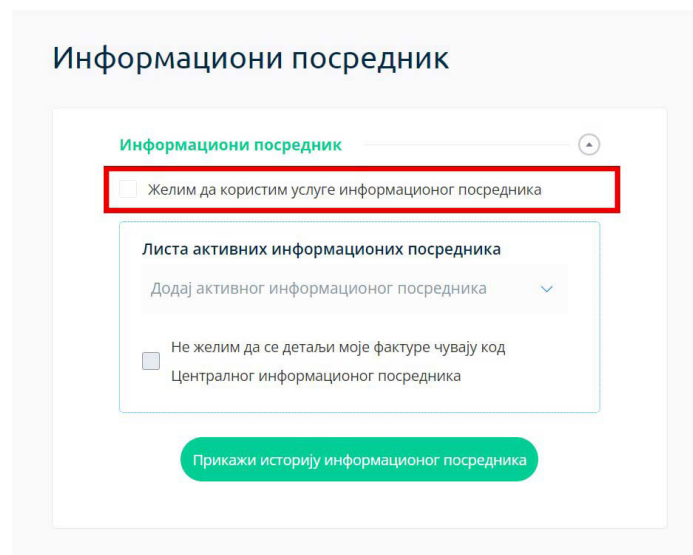 Информациони посредник
Информациони посредник
Желим да користим услуге информационог посредника
Листа активних информационих посредника
Додај активног информационог посредника
Не желим да се детаљи моје фактуре чувају код
Централног информационог посредника
Прикажи историју информационог посредника